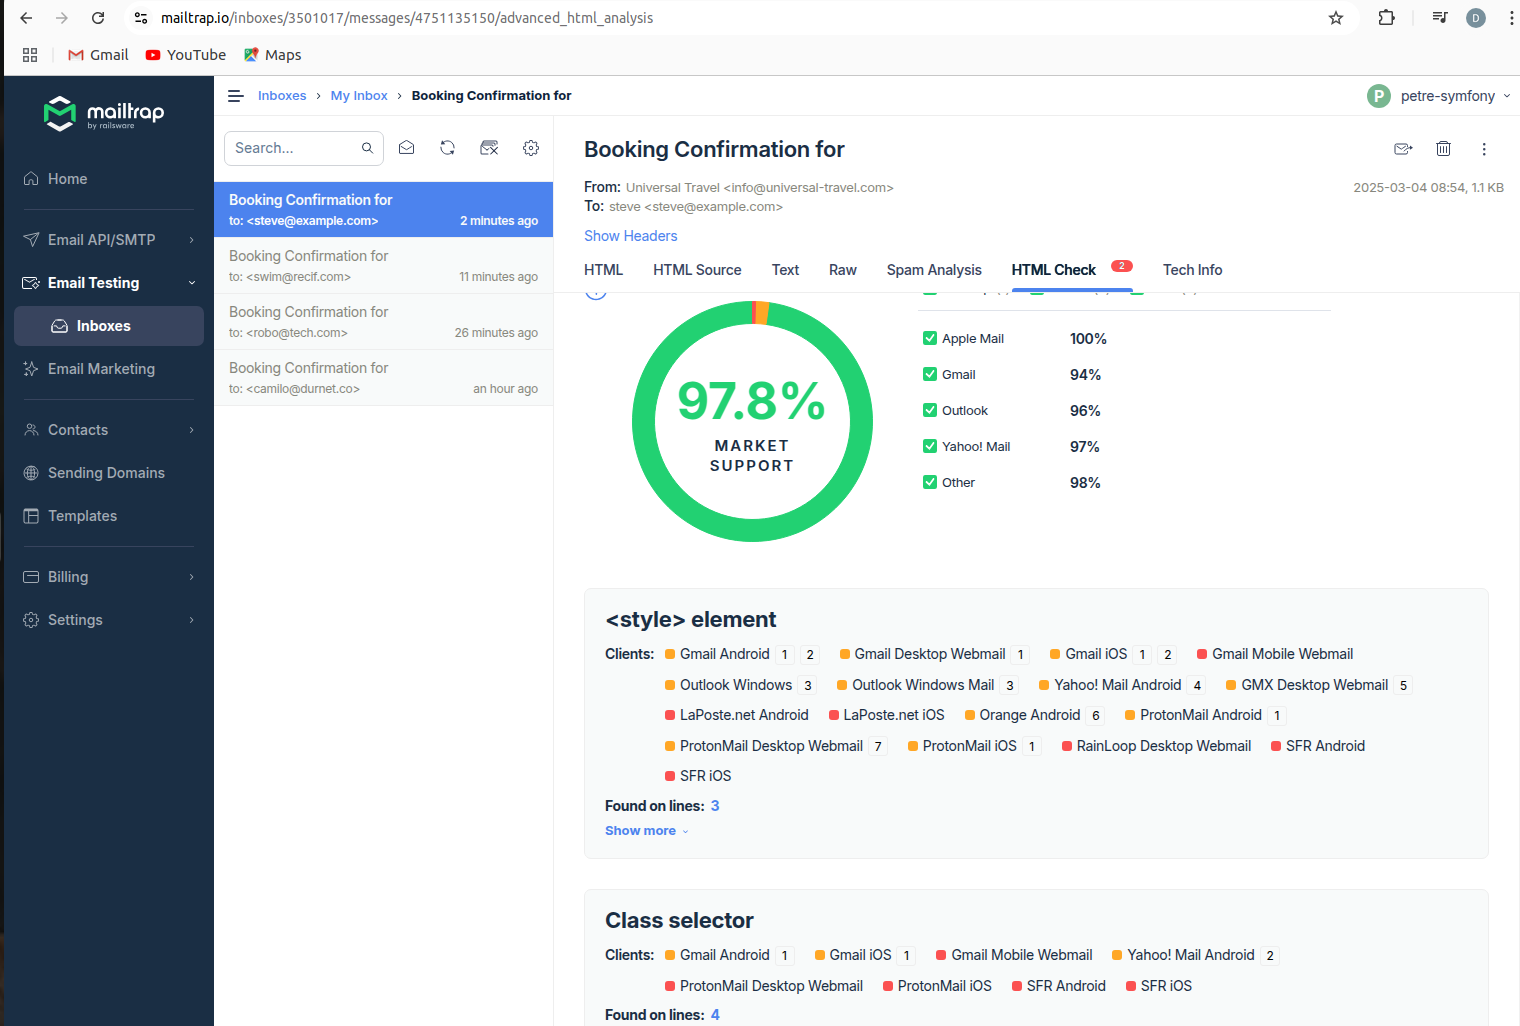 mailtrap.io/inboxes/3501017/messages/4751135150/advanced_html_analysis
D
Gmail YouTube Maps
mailtrap
by railsware
Home
Email API/SMTP
Email Testing
Inboxes
Email Marketing
Contacts
Sending Domains
Templates
Billing
Settings
Inboxes › My Inbox › Booking Confirmation for
P petre-symfony
Search...
Booking Confirmation for
to: <steve@example.com> 2 minutes ago
Booking Confirmation for
to: <swim@recif.com> 11 minutes ago
Booking Confirmation for
to: <robo@tech.com> 26 minutes ago
Booking Confirmation for
to: <camilo@durnet.co> an hour ago
Booking Confirmation for
From: Universal Travel <info@universal-travel.com> 2025-03-04 08:54, 1.1 KB
To: steve <steve@example.com>
Show Headers
HTML HTML Source Text Raw Spam Analysis HTML Check 2 Tech Info
97.8%
MARKET
SUPPORT
Apple Mail 100%
Gmail 94%
Outlook 96%
Yahoo! Mail 97%
Other 98%
<style> element
Clients: Gmail Android 1 2 Gmail Desktop Webmail 1 Gmail iOS 1 2 Gmail Mobile Webmail
Outlook Windows 3 Outlook Windows Mail 3 Yahoo! Mail Android 4 GMX Desktop Webmail 5
LaPoste.net Android LaPoste.net iOS Orange Android 6 ProtonMail Android 1
ProtonMail Desktop Webmail 7 ProtonMail iOS 1 RainLoop Desktop Webmail SFR Android
SFR iOS
Found on lines: 3
Show more
Class selector
Clients: Gmail Android 1 Gmail iOS 1 Gmail Mobile Webmail Yahoo! Mail Android 2
ProtonMail Desktop Webmail ProtonMail iOS SFR Android SFR iOS
Found on lines: 4